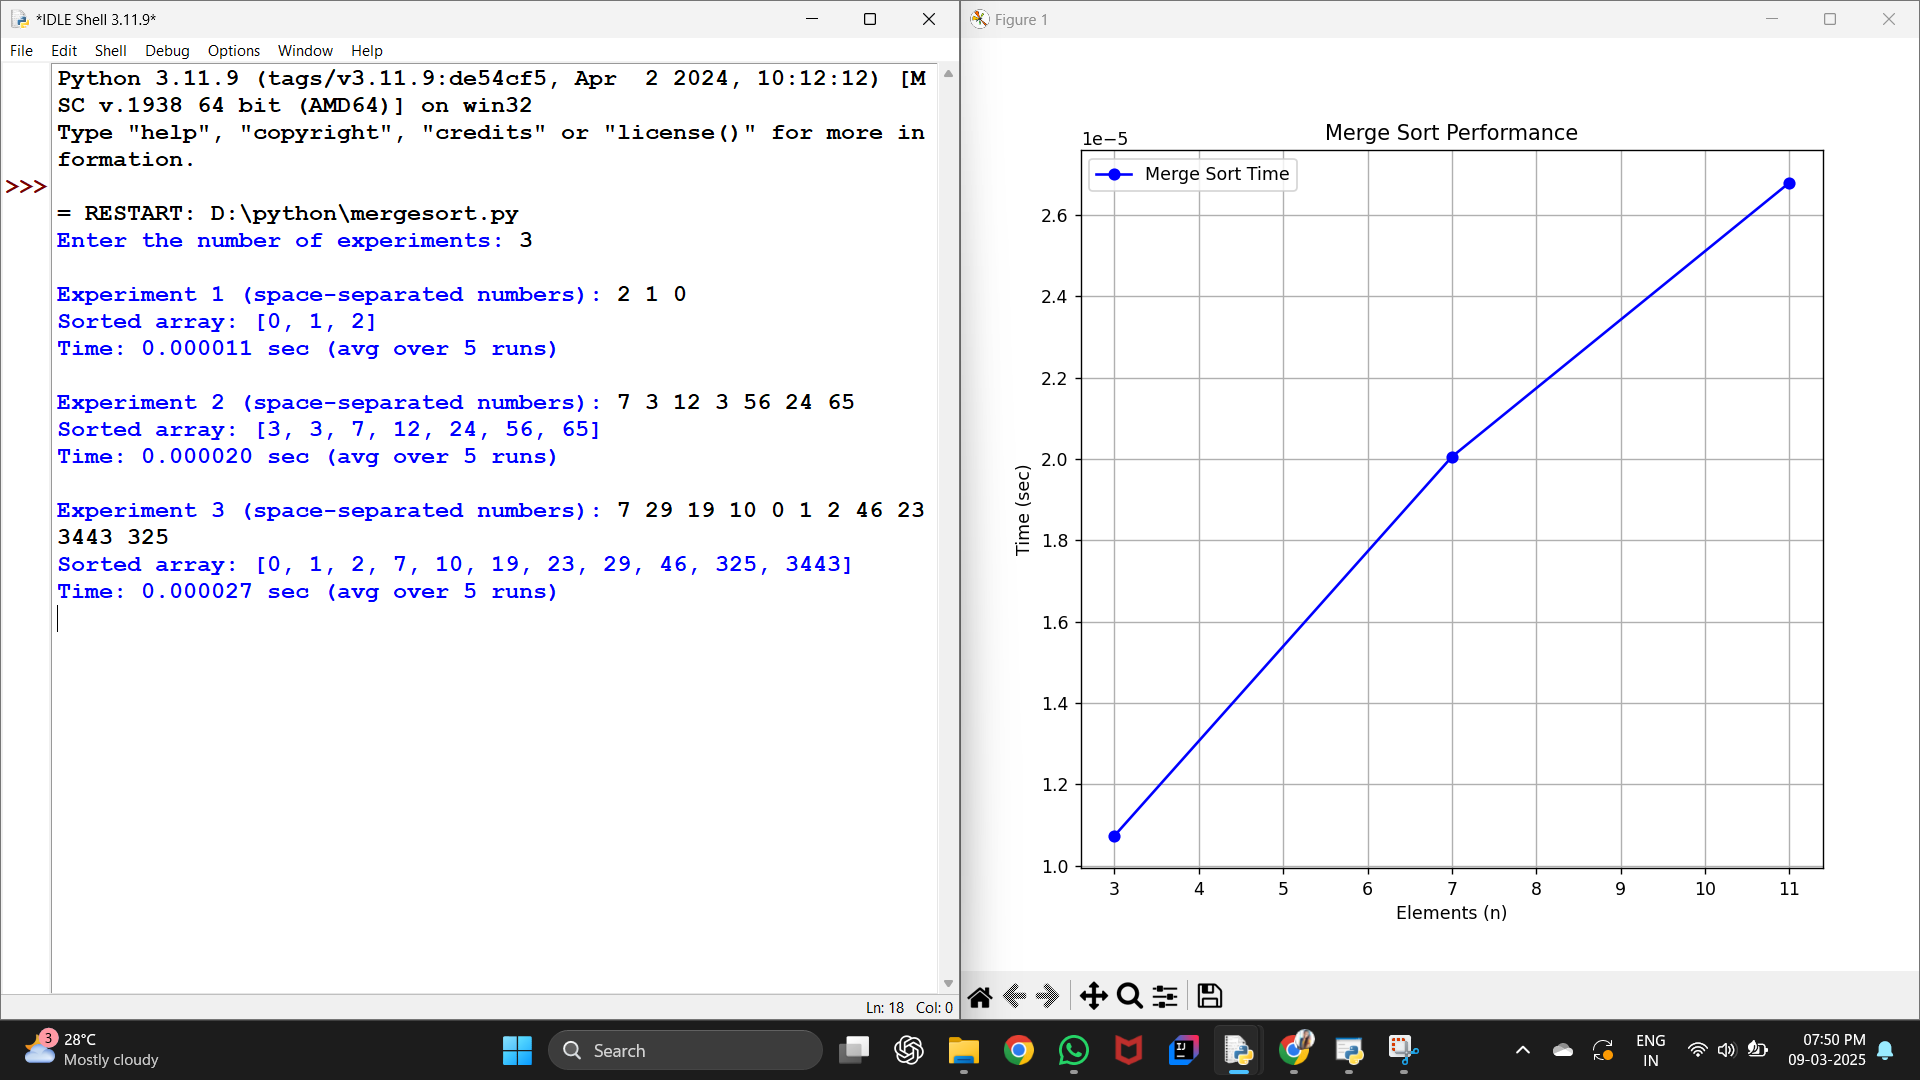 *IDLE Shell 3.11.9*
File Edit Shell Debug Options Window Help
Python 3.11.9 (tags/v3.11.9:de54cf5, Apr  2 2024, 10:12:12) [M
SC v.1938 64 bit (AMD64)] on win32
Type "help", "copyright", "credits" or "license()" for more in
formation.
>>>
= RESTART: D:\python\mergesort.py
Enter the number of experiments: 3
Experiment 1 (space-separated numbers): 2 1 0
Sorted array: [0, 1, 2]
Time: 0.000011 sec (avg over 5 runs)
Experiment 2 (space-separated numbers): 7 3 12 3 56 24 65
Sorted array: [3, 3, 7, 12, 24, 56, 65]
Time: 0.000020 sec (avg over 5 runs)
Experiment 3 (space-separated numbers): 7 29 19 10 0 1 2 46 23
3443 325
Sorted array: [0, 1, 2, 7, 10, 19, 23, 29, 46, 325, 3443]
Time: 0.000027 sec (avg over 5 runs)
Ln: 18 Col: 0
Figure 1
Merge Sort Performance
1e−5
Merge Sort Time
2.6
2.4
2.2
2.0
1.8
1.6
1.4
1.2
1.0
Time (sec)
3 4 5 6 7 8 9 10 11
Elements (n)
3
28°C
Mostly cloudy
Search
IJ
ENG
IN
07:50 PM
09-03-2025